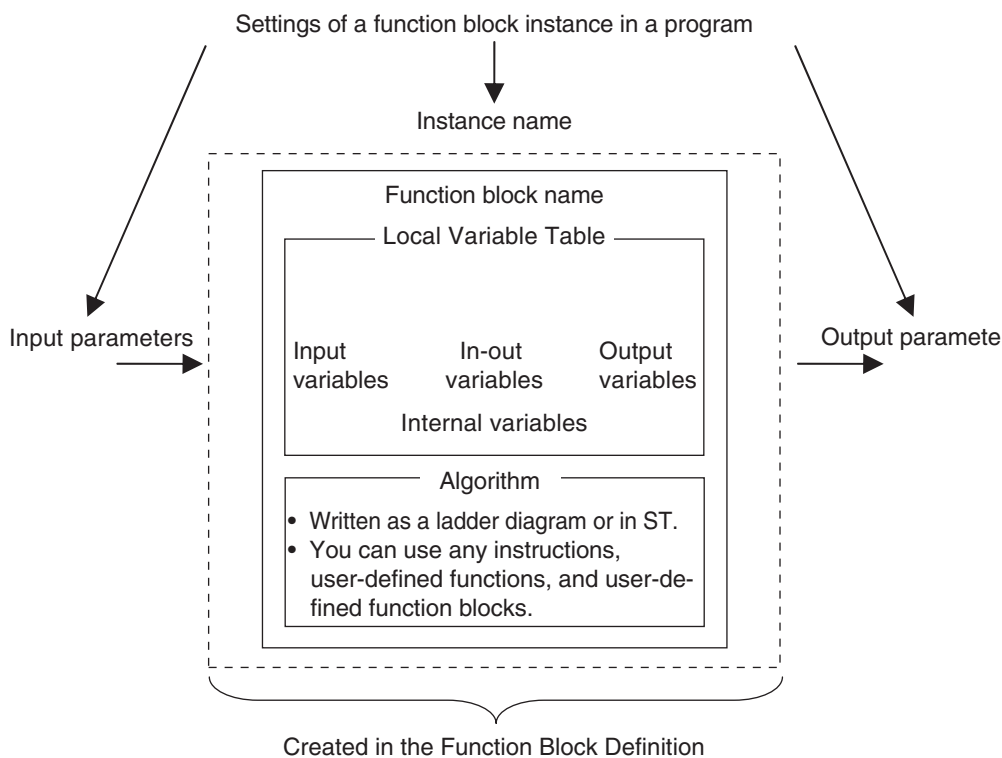 Settings of a function block instance in a program
Instance name
Function block name
Local Variable Table
Input parameters
Output paramete
Input
variables
In-out
variables
Output
variables
Internal variables
Algorithm
• Written as a ladder diagram or in ST.
• You can use any instructions,
user-defined functions, and user-de-
fined function blocks.
Created in the Function Block Definition